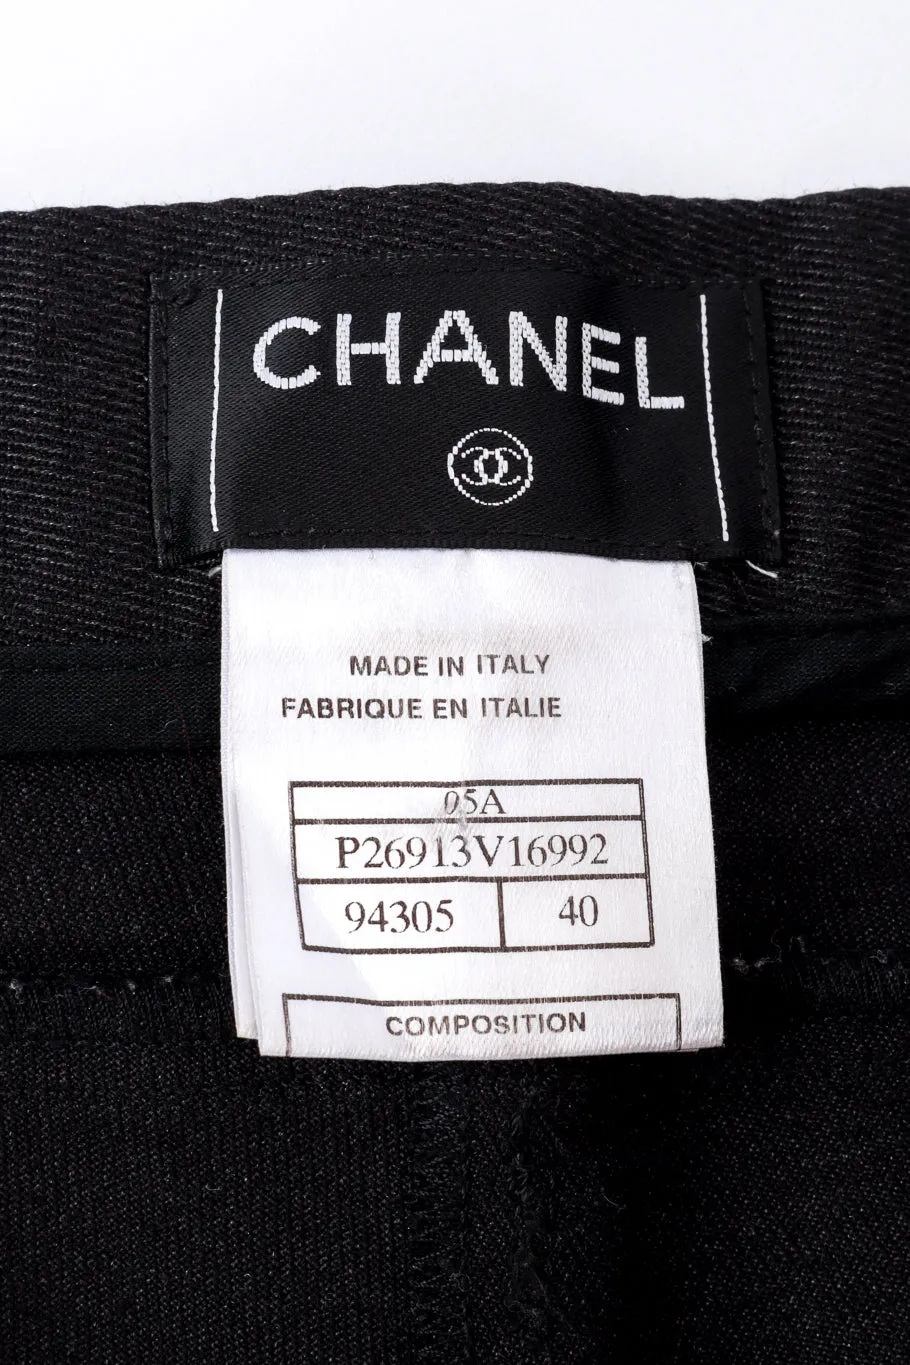 CHANEL
MADE IN ITALY
FABRIQUE EN ITALIE
05A
P26913V16992
94305 40
COMPOSITION